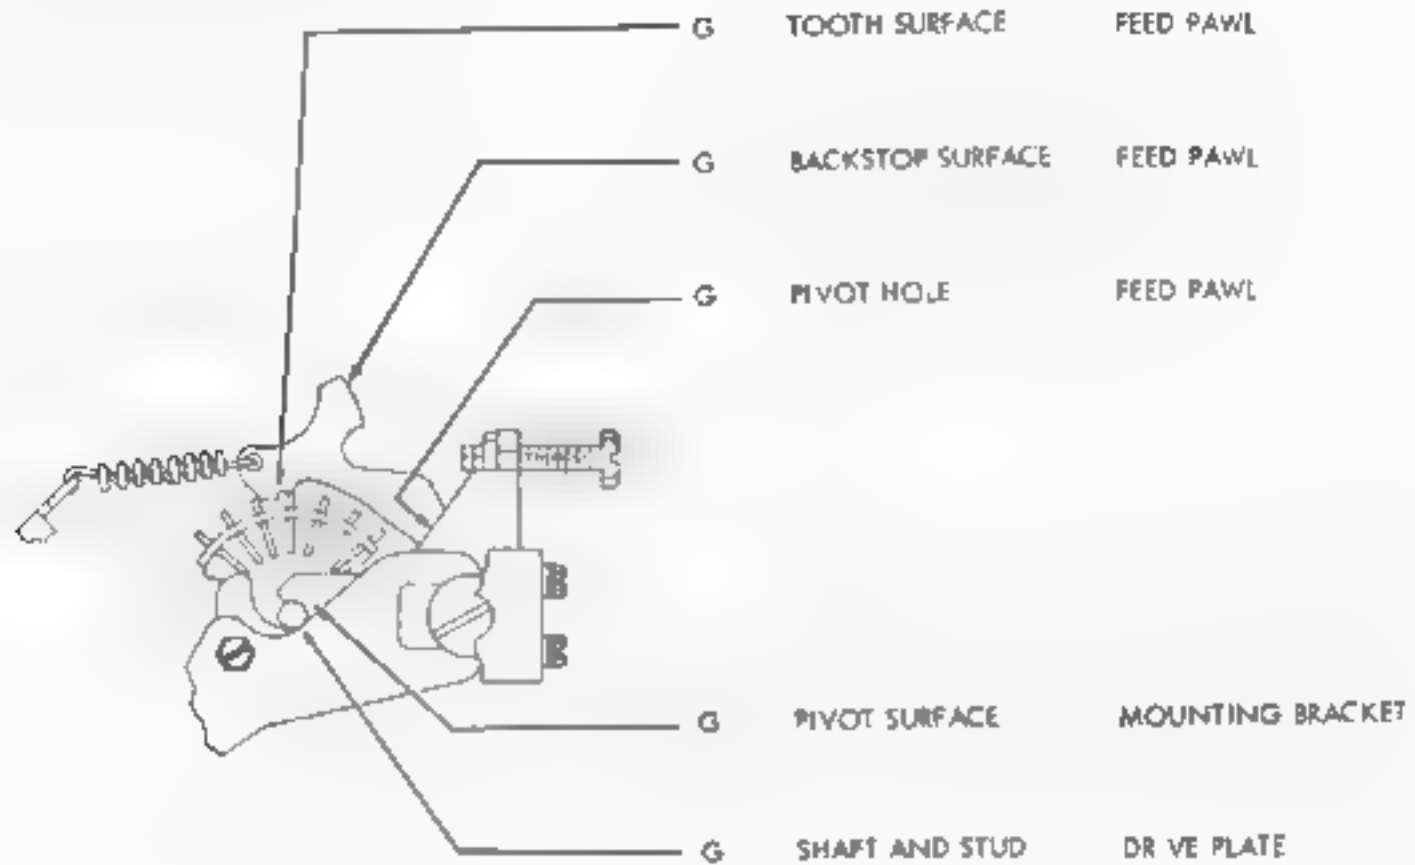 G TOOTH SURFACE FEED PAWL
G BACKSTOP SURFACE FEED PAWL
G PIVOT HOLE FEED PAWL
G PIVOT SURFACE MOUNTING BRACKET
G SHAFT AND STUD DR VE PLATE